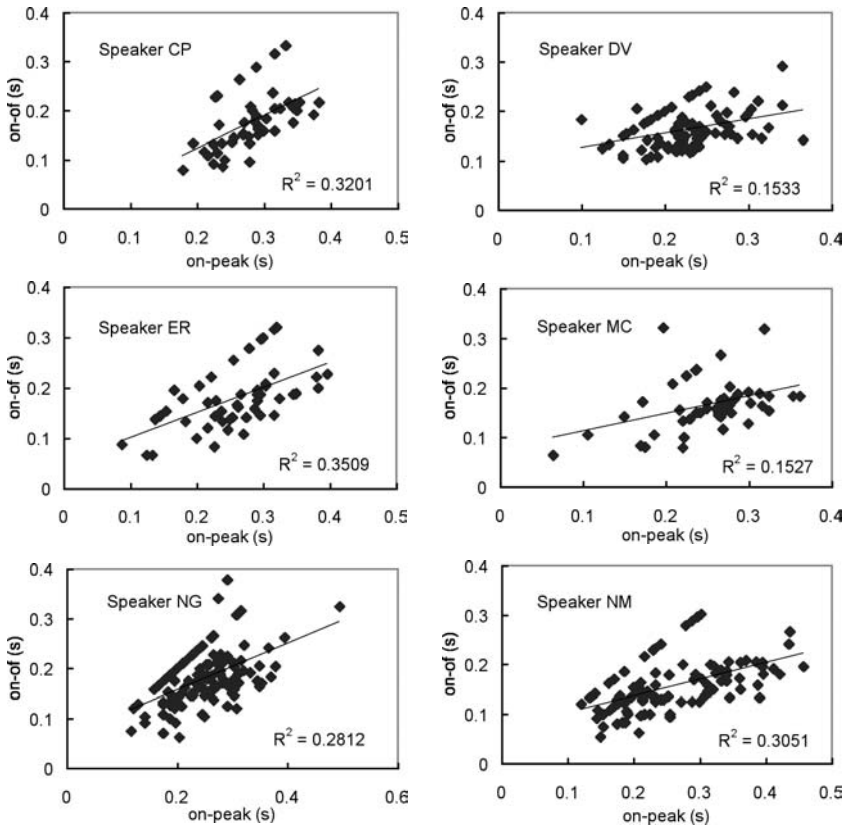 Speaker CP
on-of (s)
0.4
0.3
0.2
0.1
0
R² = 0.3201
0 0.1 0.2 0.3 0.4 0.5
on-peak (s)
Speaker DV
on-of (s)
0.4
0.3
0.2
0.1
0
R² = 0.1533
0 0.1 0.2 0.3 0.4
on-peak (s)
Speaker ER
on-of (s)
0.4
0.3
0.2
0.1
0
R² = 0.3509
0 0.1 0.2 0.3 0.4 0.5
on-peak (s)
Speaker MC
on-of (s)
0.4
0.3
0.2
0.1
0
R² = 0.1527
0 0.1 0.2 0.3 0.4
on-peak (s)
Speaker NG
on-of (s)
0.4
0.3
0.2
0.1
0
R² = 0.2812
0 0.2 0.4 0.6
on-peak (s)
Speaker NM
on-of (s)
0.4
0.3
0.2
0.1
0
R² = 0.3051
0 0.1 0.2 0.3 0.4 0.5
on-peak (s)